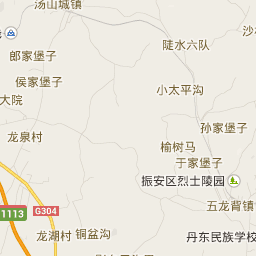 汤山城镇
沙
郎家堡子
陡水六队
侯家堡子
大院
小太平沟
孙家堡子
龙泉村
榆树马
于家堡子
振安区烈士陵园
1113
G304
五龙背镇
龙湖村
铜盆沟
丹东民族学校